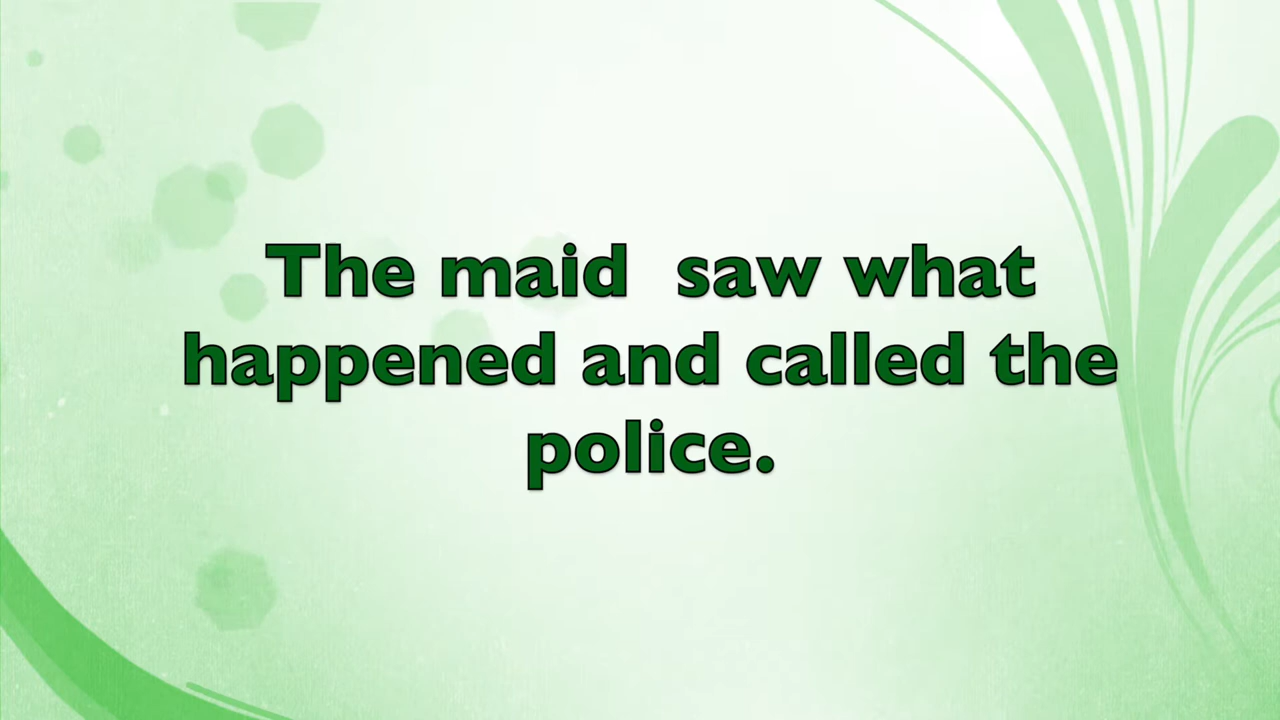 The maid  saw what
happened and called the
police.